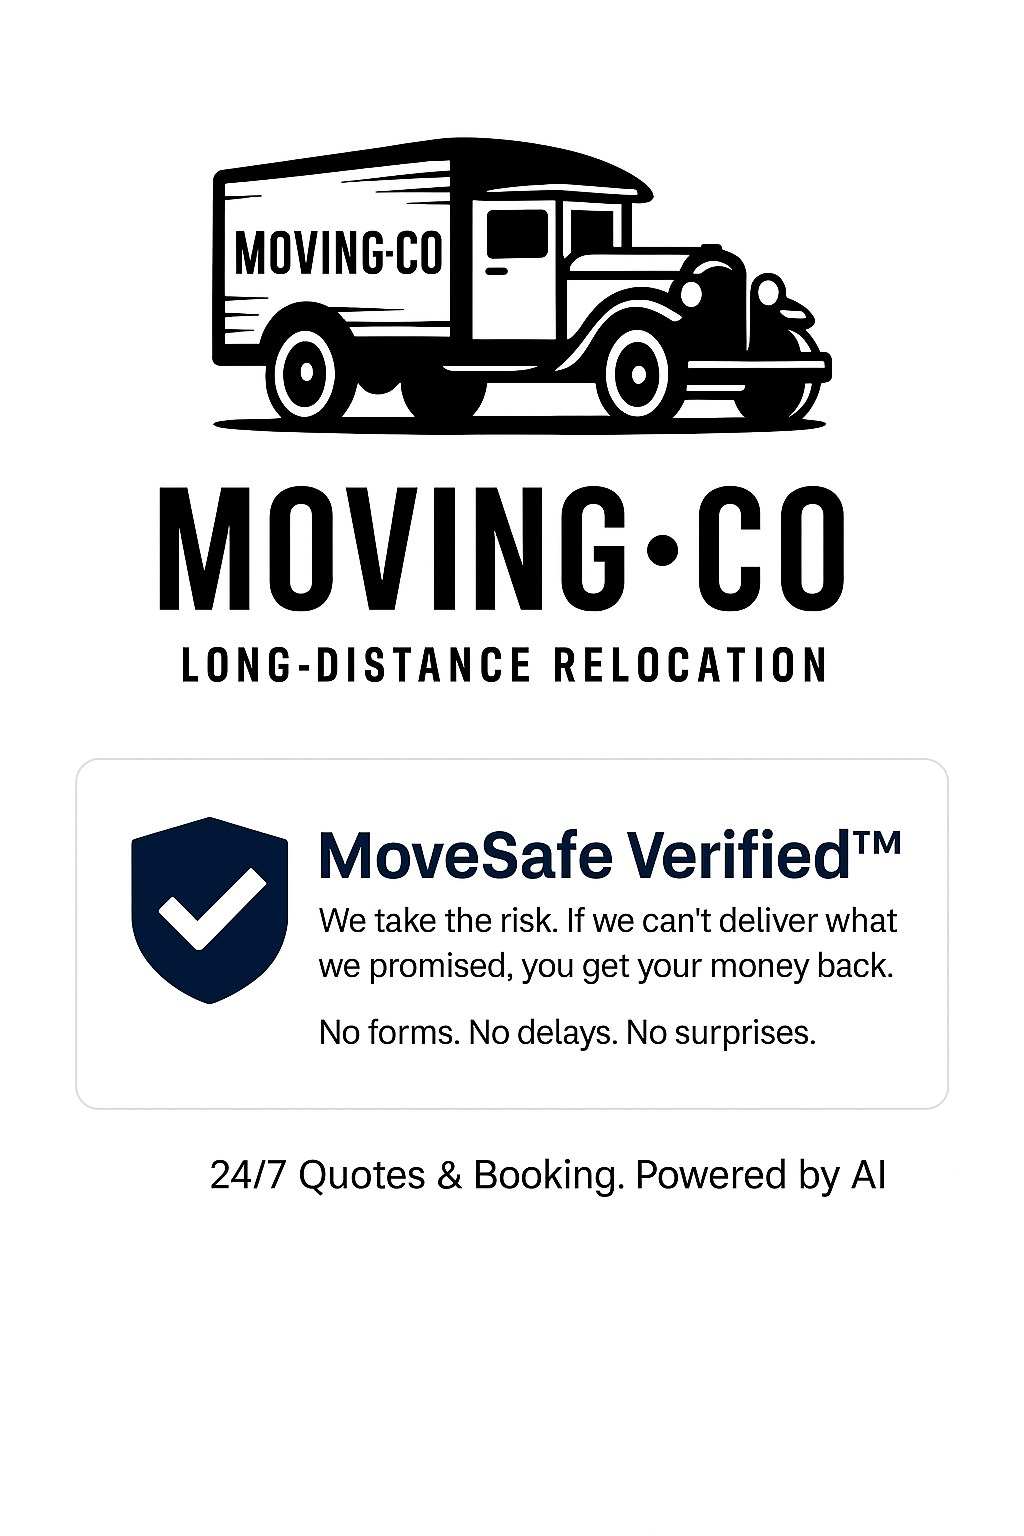 MOVING·CO
MOVING·CO
LONG-DISTANCE RELOCATION
MoveSafe Verified™
We take the risk. If we can't deliver what
we promised, you get your money back.
No forms. No delays. No surprises.
24/7 Quotes & Booking. Powered by AI